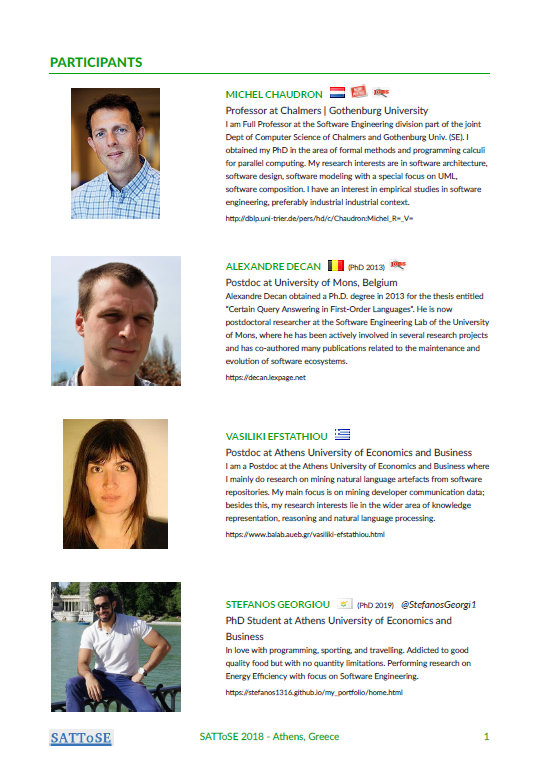 PARTICIPANTS
MICHEL CHAUDRON
Professor at Chalmers | Gothenburg University
I am Full Professor at the Software Engineering division part of the joint
Dept of Computer Science of Chalmers and Gothenburg Univ. (SE). I
obtained my PhD in the area of formal methods and programming calculi
for parallel computing. My research interests are in software architecture,
software design, software modeling with a special focus on UML,
software composition. I have an interest in empirical studies in software
engineering, preferably industrial industrial context.
http://dblp.uni-trier.de/pers/hd/c/Chaudron:Michel_R=_V=
ALEXANDRE DECAN (PhD 2013)
Postdoc at University of Mons, Belgium
Alexandre Decan obtained a Ph.D. degree in 2013 for the thesis entitled
"Certain Query Answering in First-Order Languages". He is now
postdoctoral researcher at the Software Engineering Lab of the University
of Mons, where he has been actively involved in several research projects
and has co-authored many publications related to the maintenance and
evolution of software ecosystems.
https://decan.lexpage.net
VASILIKI EFSTATHIOU
Postdoc at Athens University of Economics and Business
I am a Postdoc at the Athens University of Economics and Business where
I mainly do research on mining natural language artefacts from software
repositories. My main focus is on mining developer communication data;
besides this, my research interests lie in the wider area of knowledge
representation, reasoning and natural language processing.
https://www.balab.aueb.gr/vasiliki-efstathiou.html
STEFANOS GEORGIOU (PhD 2019) @StefanosGeorgi1
PhD Student at Athens University of Economics and
Business
In love with programming, sporting, and travelling. Addicted to good
quality food but with no quantity limitations. Performing research on
Energy Efficiency with focus on Software Engineering.
https://stefanos1316.github.io/my_portfolio/home.html
SATToSE SATToSE 2018 - Athens, Greece 1